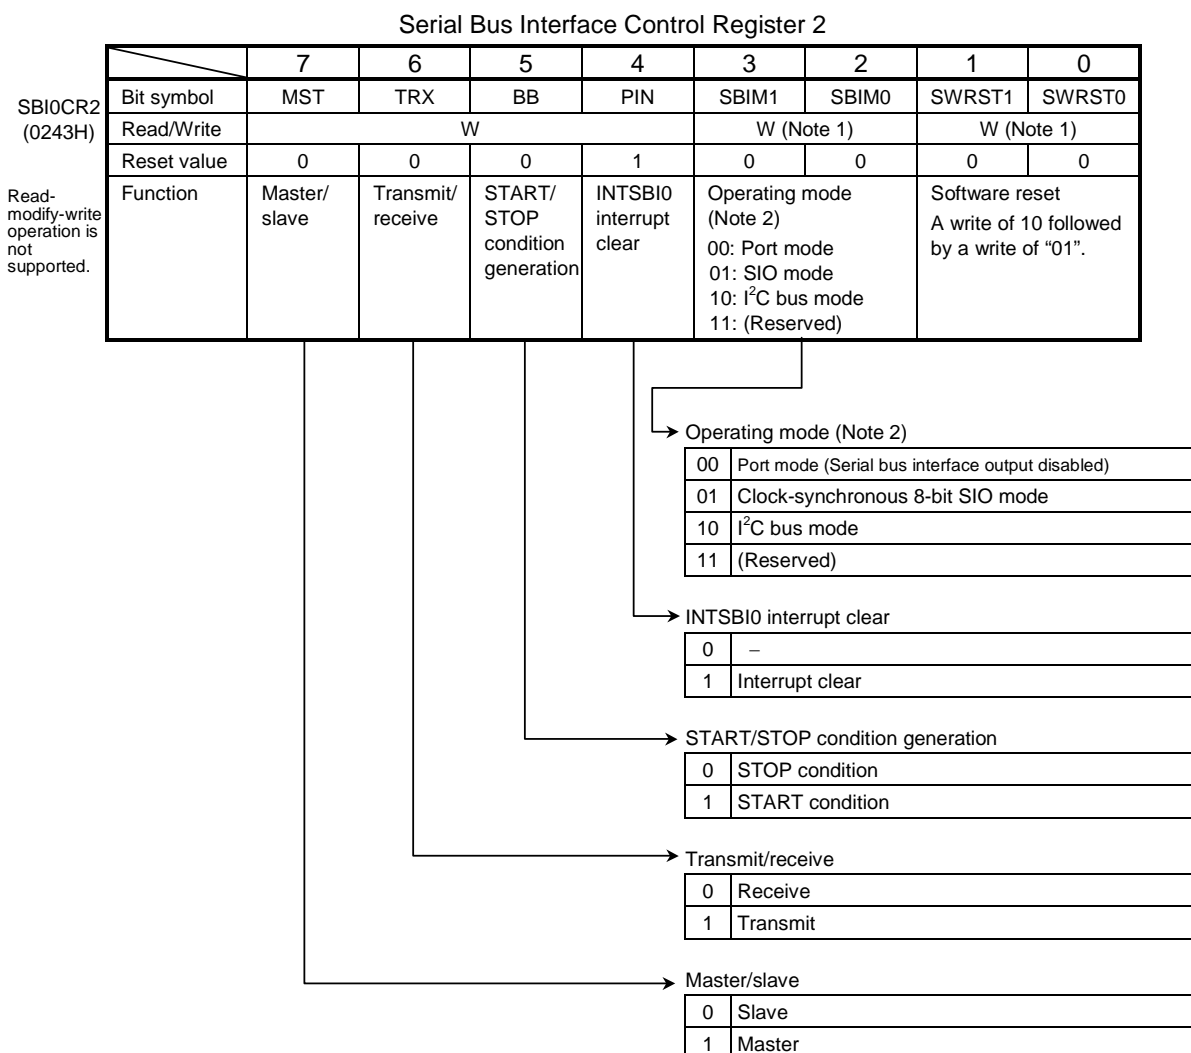 Serial Bus Interface Control Register 2
7 6 5 4 3 2 1 0
SBI0CR2
(0243H)
Bit symbol MST TRX BB PIN SBIM1 SBIM0 SWRST1 SWRST0
Read/Write W W (Note 1) W (Note 1)
Reset value 0 0 0 1 0 0 0 0
Read-
modify-write
operation is
not
supported.
Function
Master/
slave
Transmit/
receive
START/
STOP
condition
generation
INTSBI0
interrupt
clear
Operating mode
(Note 2)
00: Port mode
01: SIO mode
10: I²C bus mode
11: (Reserved)
Software reset
A write of 10 followed
by a write of “01”.
Operating mode (Note 2)
00 Port mode (Serial bus interface output disabled)
01 Clock-synchronous 8-bit SIO mode
10 I²C bus mode
11 (Reserved)
INTSBI0 interrupt clear
0 –
1 Interrupt clear
START/STOP condition generation
0 STOP condition
1 START condition
Transmit/receive
0 Receive
1 Transmit
Master/slave
0 Slave
1 Master